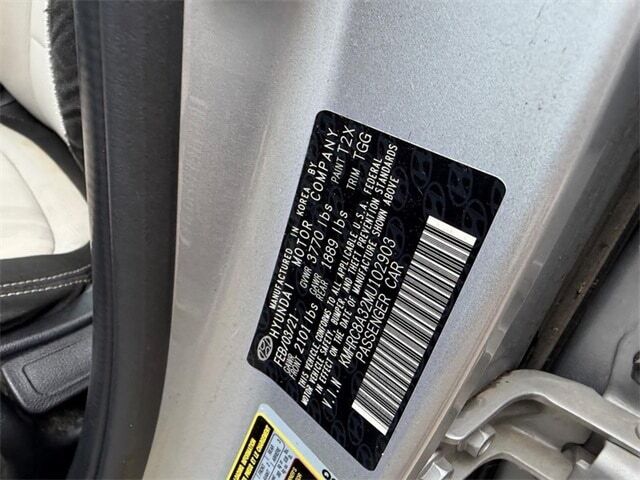 MANUFACTURED IN KOREA BY
HYUNDAI MOTOR COMPANY
FEB/03/21 GVWR 3770 lbs PAINT T2X
GAWR FRONT 2101 lbs GAWR REAR 1889 lbs TRIM TGG
THIS VEHICLE CONFORMS TO ALL APPLICABLE U.S.A. FEDERAL
MOTOR VEHICLE SAFETY, BUMPER, AND THEFT PREVENTION STANDARDS
IN EFFECT ON THE DATE OF MANUFACTURE SHOWN ABOVE
V.I.N KMHRC8A32MU102903
PASSENGER CAR